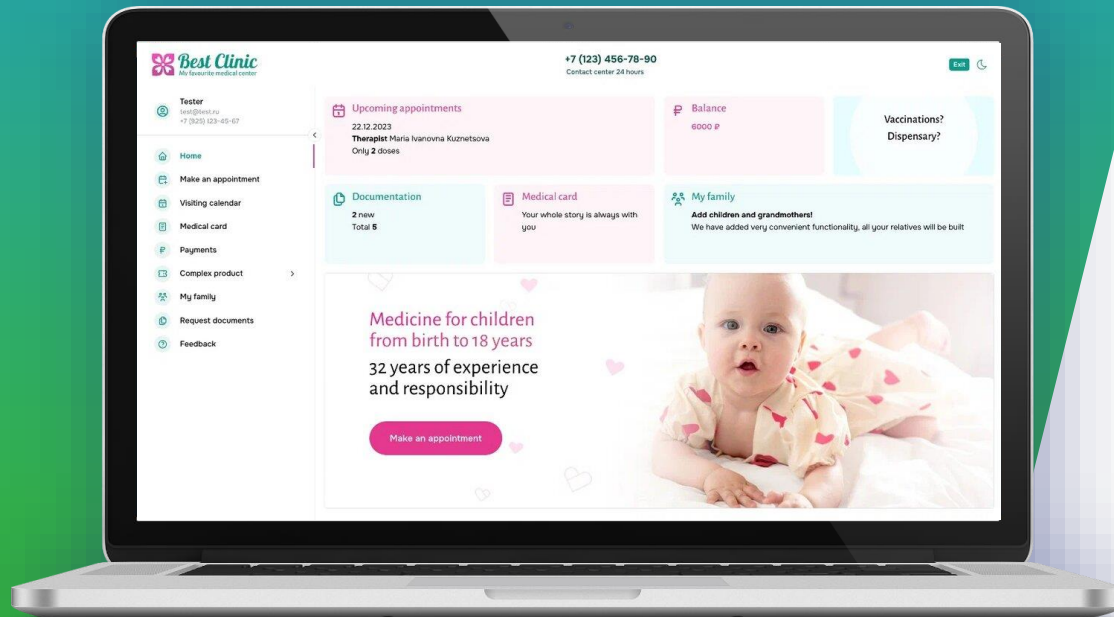 Best Clinic
My favourite medical center
+7 (123) 456-78-90
Contact center 24 hours
Exit
Tester
test@test.ru
+7 (925) 123-45-67
Home
Make an appointment
Visiting calendar
Medical card
Payments
Complex product
My family
Request documents
Feedback
Upcoming appointments
22.12.2023
Therapist Maria Ivanovna Kuznetsova
Only 2 doses
Balance
6000 ₽
Vaccinations?
Dispensary?
Documentation
2 new
Total 5
Medical card
Your whole story is always with
you
My family
Add children and grandmothers!
We have added very convenient functionality, all your relatives will be built
Medicine for children
from birth to 18 years
32 years of experience
and responsibility
Make an appointment